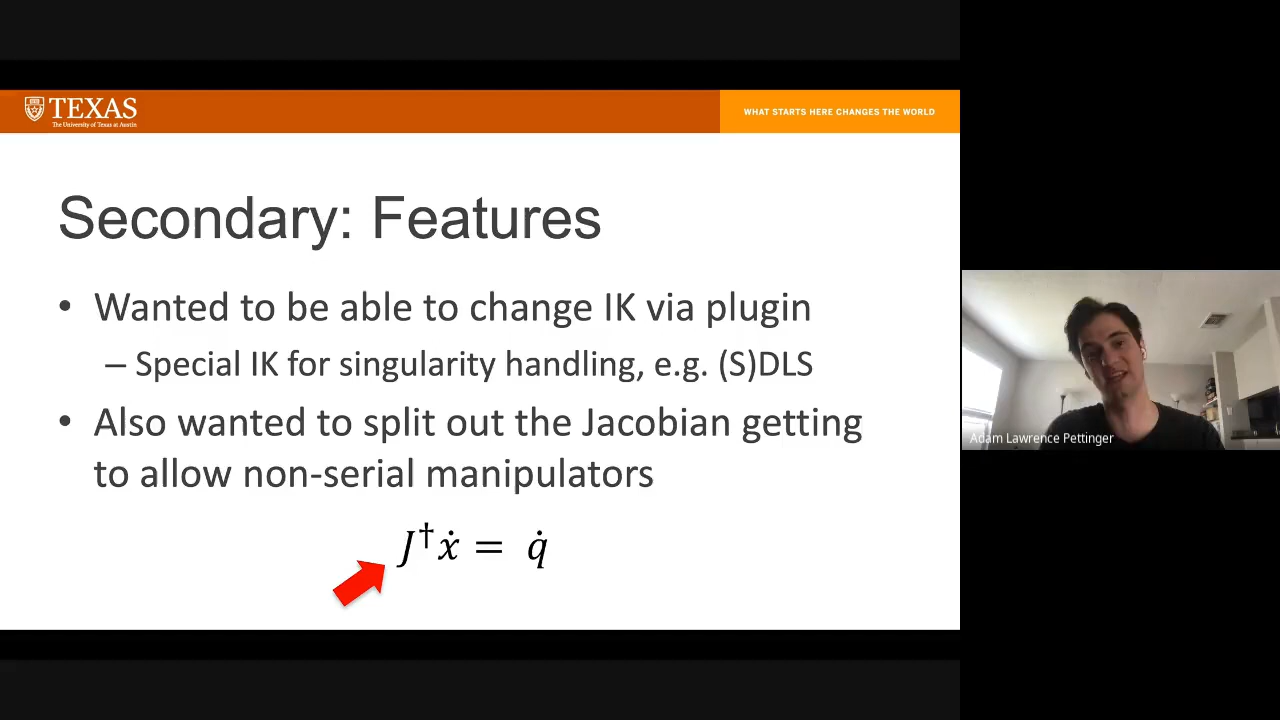 TEXAS
The University of Texas at Austin
WHAT STARTS HERE CHANGES THE WORLD
Secondary: Features
• Wanted to be able to change IK via plugin
– Special IK for singularity handling, e.g. (S)DLS
• Also wanted to split out the Jacobian getting
to allow non-serial manipulators
J†ẋ = q̇
Adam Lawrence Pettinger